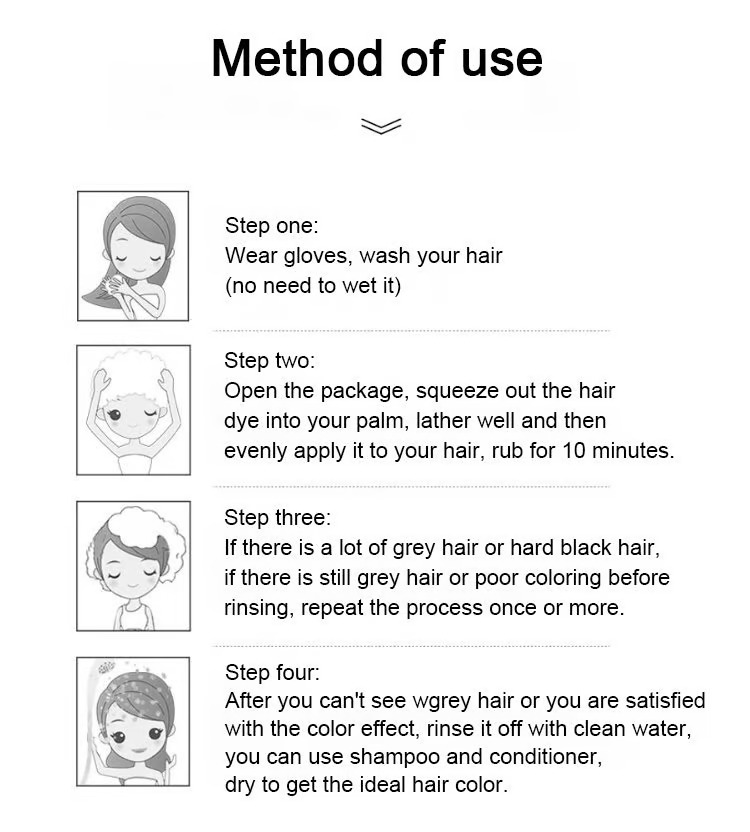 Method of use
Step one:
Wear gloves, wash your hair
(no need to wet it)
Step two:
Open the package, squeeze out the hair
dye into your palm, lather well and then
evenly apply it to your hair, rub for 10 minutes.
Step three:
If there is a lot of grey hair or hard black hair,
if there is still grey hair or poor coloring before
rinsing, repeat the process once or more.
Step four:
After you can't see wgrey hair or you are satisfied
with the color effect, rinse it off with clean water,
you can use shampoo and conditioner,
dry to get the ideal hair color.